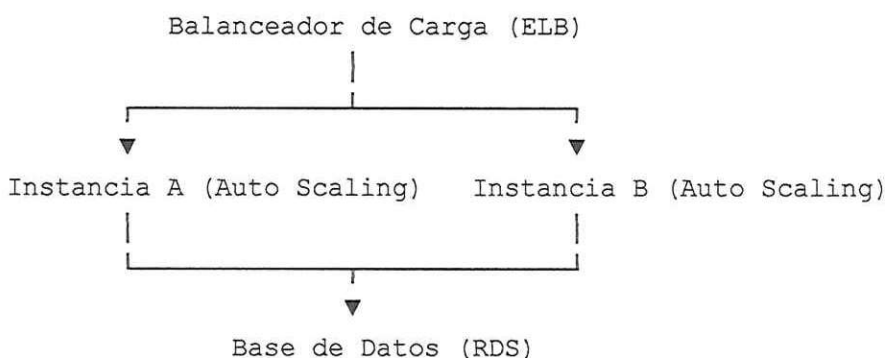 Balanceador de Carga (ELB)
Instancia A (Auto Scaling) Instancia B (Auto Scaling)
Base de Datos (RDS)